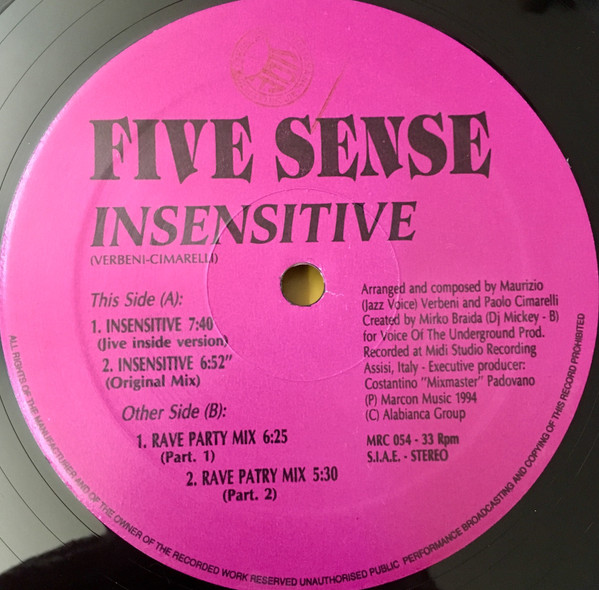 FIVE SENSE
INSENSITIVE
(VERBENI-CIMARELLI)
This Side (A):
1. INSENSITIVE 7:40
(Jive inside version)
2. INSENSITIVE 6:52"
(Original Mix)
Other Side (B):
1. RAVE PARTY MIX 6:25
(Part. 1)
2. RAVE PATRY MIX 5:30
(Part. 2)
Arranged and composed by Maurizio
(Jazz Voice) Verbeni and Paolo Cimarelli
Created by Mirko Braida (Dj Mickey - B)
for Voice Of The Underground Prod.
Recorded at Midi Studio Recording
Assisi, Italy - Executive producer:
Costantino "Mixmaster" Padovano
(P) Marcon Music 1994
(C) Alabianca Group
MRC 054 - 33 Rpm
S.I.A.E. - STEREO
ALL RIGHTS OF THE MANUFACTURER AND OF THE OWNER OF THE RECORDED WORK RESERVED UNAUTHORISED PUBLIC PERFORMANCE BROADCASTING AND COPYING OF THIS RECORD PROHIBITED